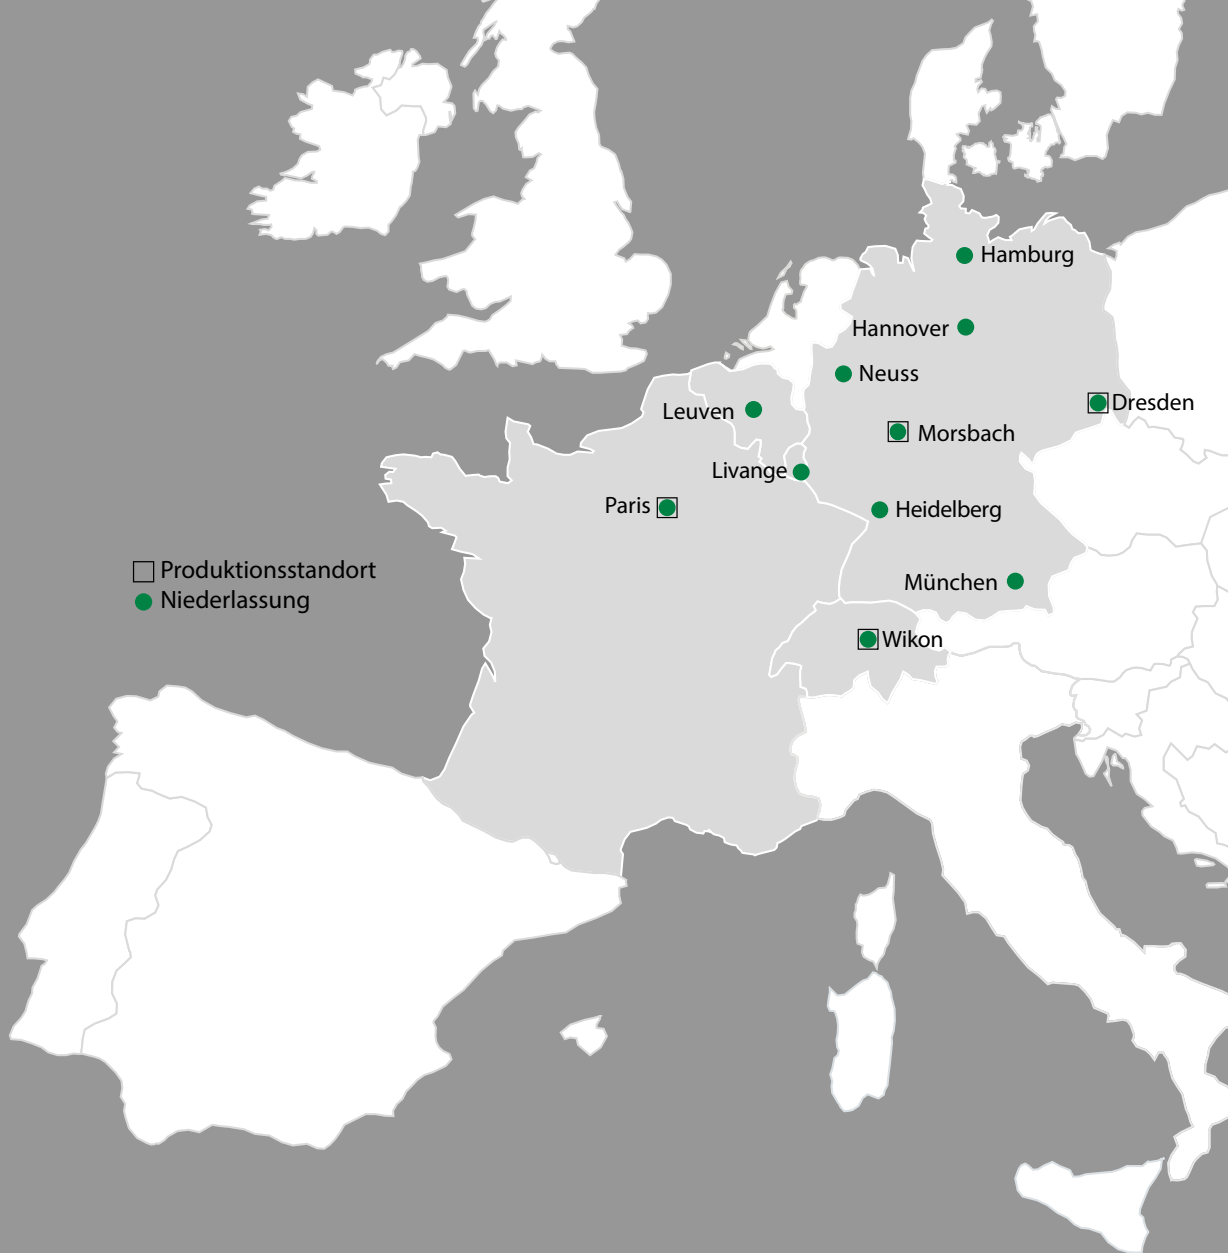 Hamburg
Hannover
Neuss
Dresden
Leuven
Morsbach
Livange
Paris
Heidelberg
Produktionsstandort
München
Niederlassung
Wikon